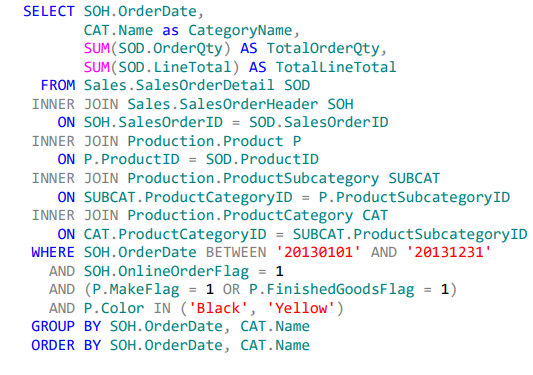 SELECT SOH.OrderDate,
CAT.Name as CategoryName,
SUM(SOD.OrderQty) AS TotalOrderQty,
SUM(SOD.LineTotal) AS TotalLineTotal
FROM Sales.SalesOrderDetail SOD
INNER JOIN Sales.SalesOrderHeader SOH
ON SOH.SalesOrderID = SOD.SalesOrderID
INNER JOIN Production.Product P
ON P.ProductID = SOD.ProductID
INNER JOIN Production.ProductSubcategory SUBCAT
ON SUBCAT.ProductCategoryID = P.ProductSubcategoryID
INNER JOIN Production.ProductCategory CAT
ON CAT.ProductCategoryID = SUBCAT.ProductSubcategoryID
WHERE SOH.OrderDate BETWEEN '20130101' AND '20131231'
AND SOH.OnlineOrderFlag = 1
AND (P.MakeFlag = 1 OR P.FinishedGoodsFlag = 1)
AND P.Color IN ('Black', 'Yellow')
GROUP BY SOH.OrderDate, CAT.Name
ORDER BY SOH.OrderDate, CAT.Name